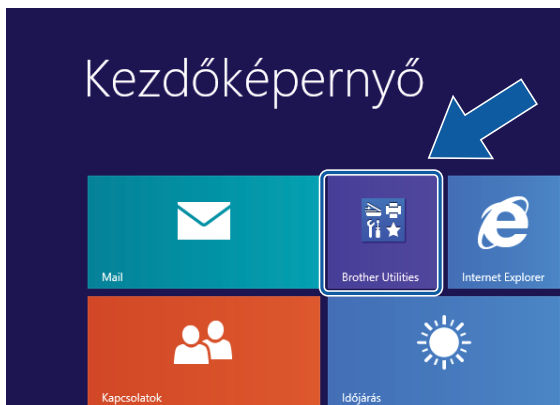 Kezdőképernyő
Mail
Brother Utilities
Internet Explorer
Kapcsolatok
Időjárás